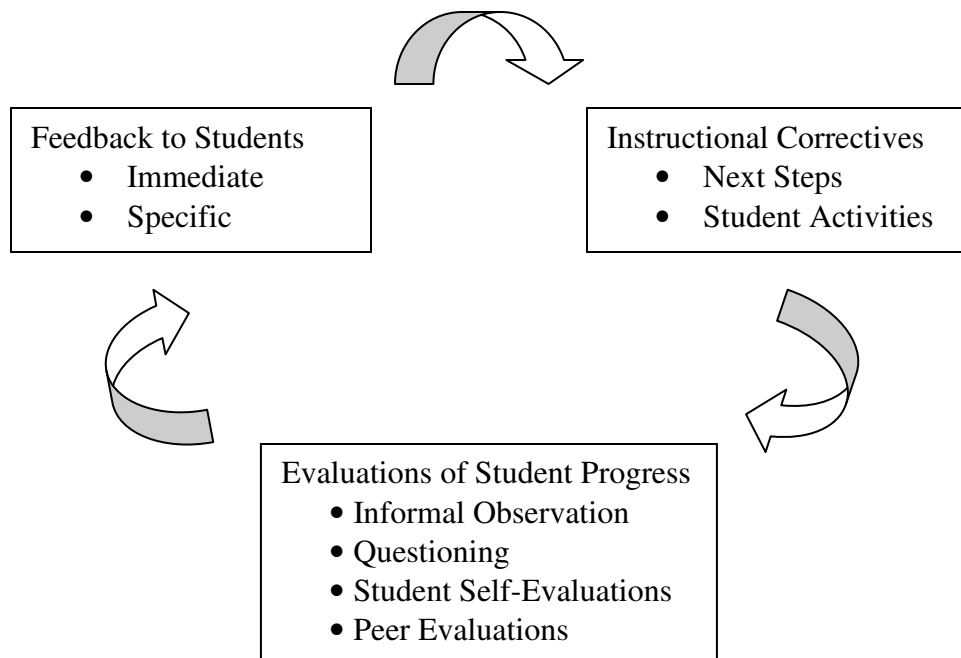 Feedback to Students
• Immediate
• Specific
Instructional Correctives
• Next Steps
• Student Activities
Evaluations of Student Progress
• Informal Observation
• Questioning
• Student Self-Evaluations
• Peer Evaluations